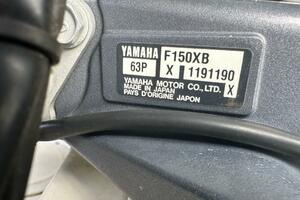 YAMAHA F150XB
63P X 1191190 X
YAMAHA MOTOR CO.,LTD.
MADE IN JAPAN
PAYS D'ORIGINE JAPON